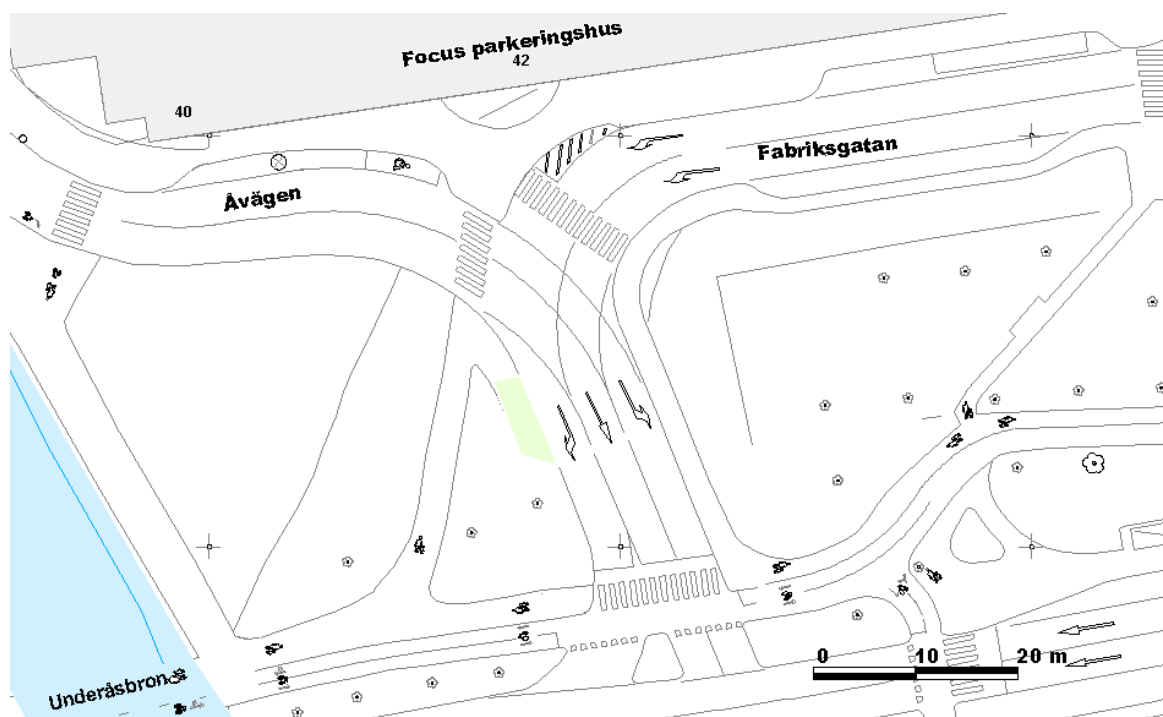 Focus parkeringshus
42
40
Fabriksgatan
Åvägen
0 10 20 m
Underåsbron